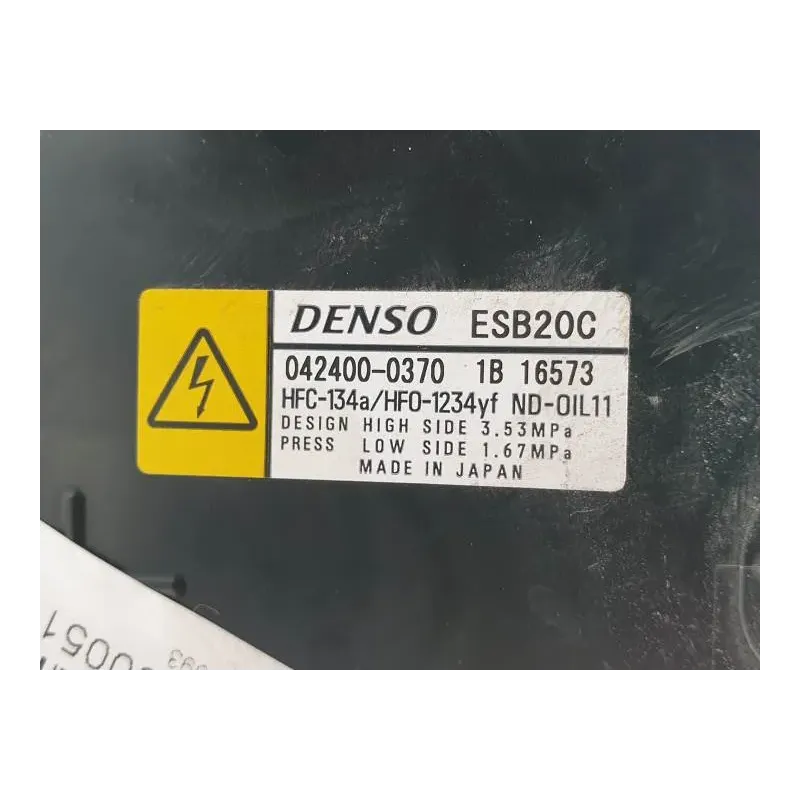 DENSO ESB20C
042400-0370 1B 16573
HFC-134a/HFO-1234yf ND-OIL11
DESIGN HIGH SIDE 3.53MPa
PRESS LOW SIDE 1.67MPa
MADE IN JAPAN